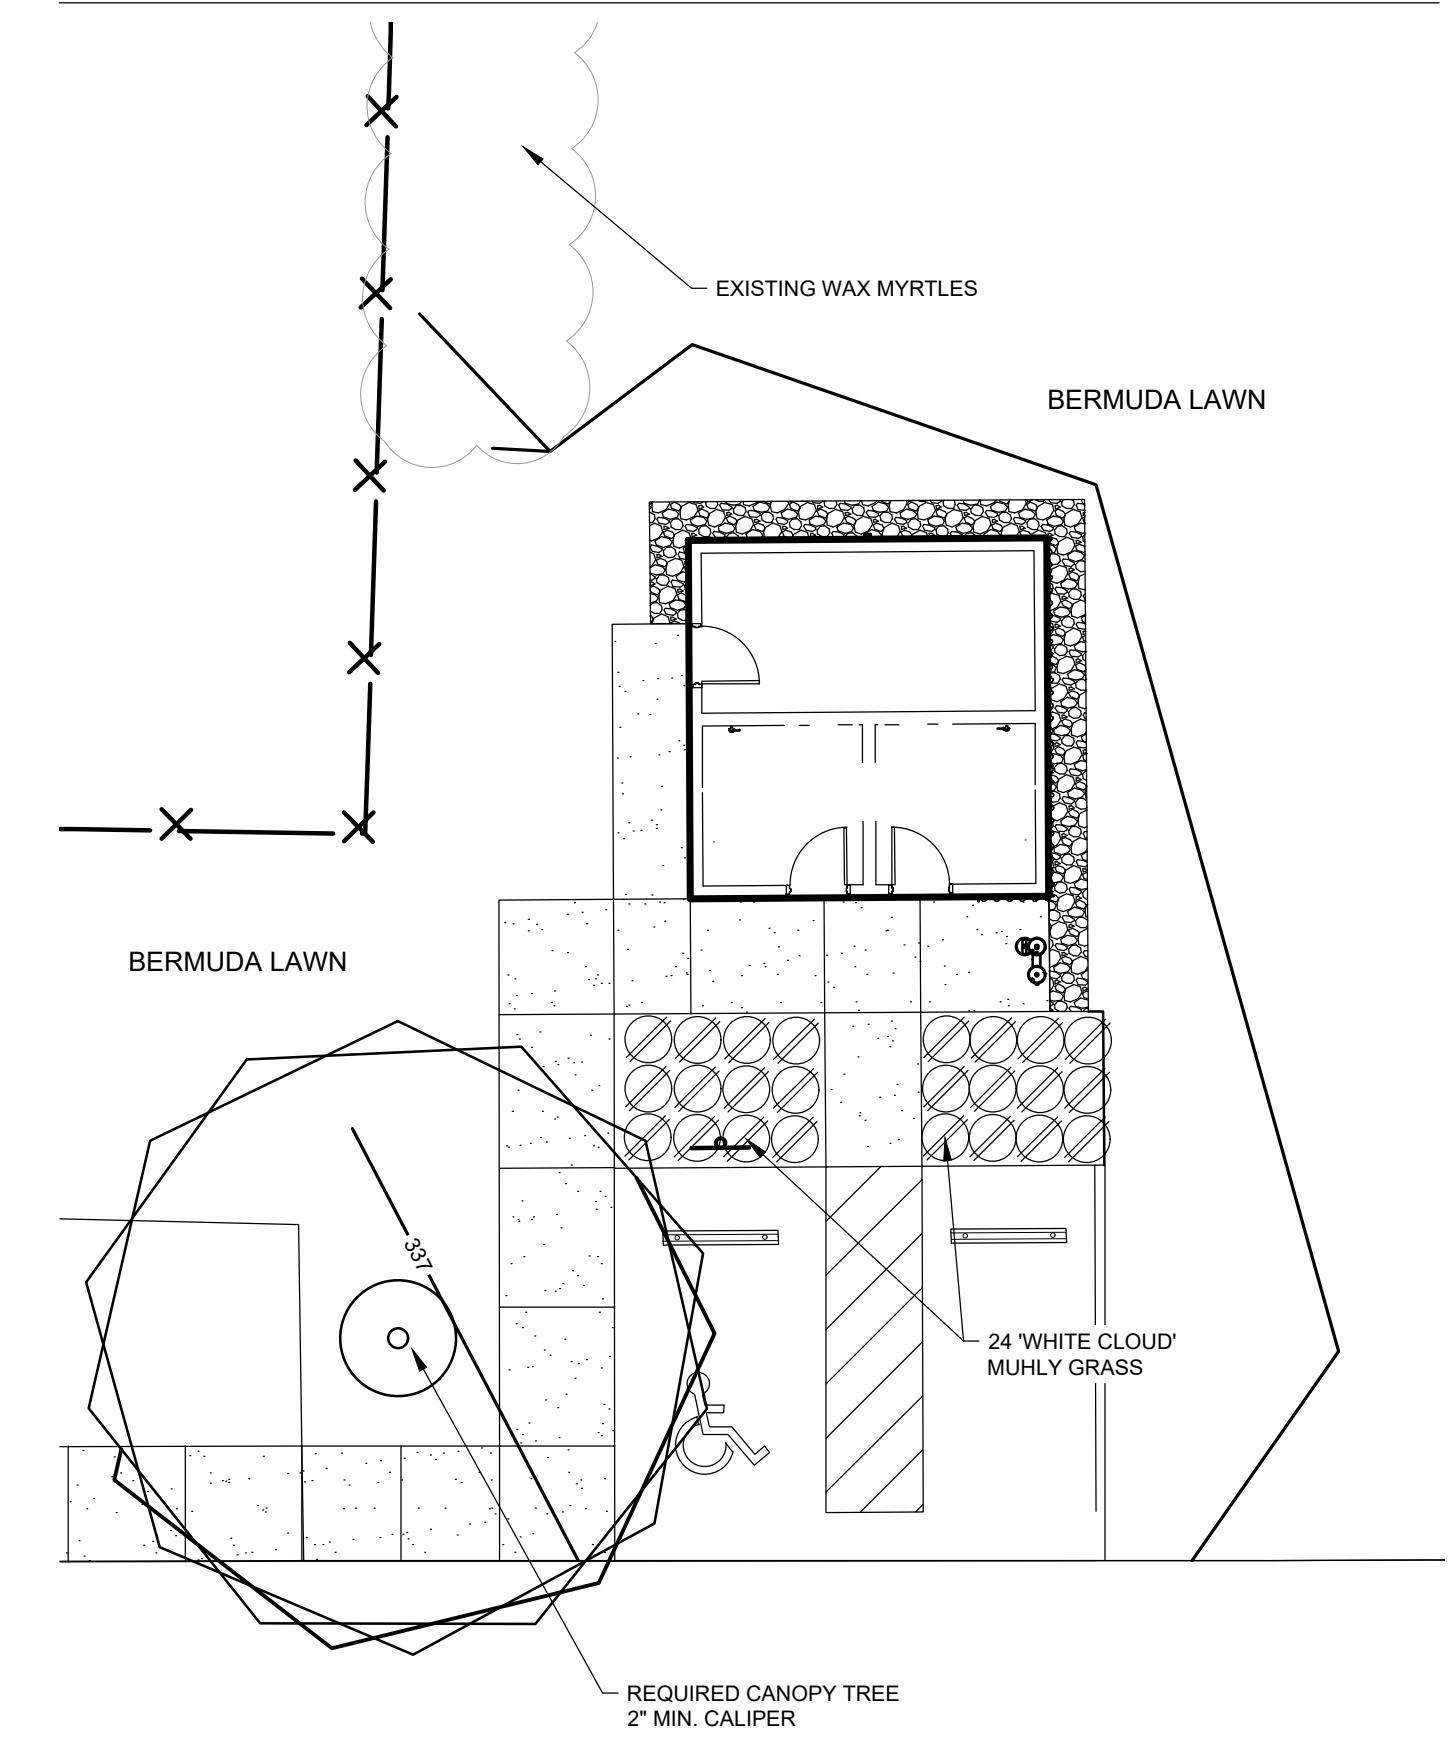 EXISTING WAX MYRTLES
BERMUDA LAWN
BERMUDA LAWN
337
24 'WHITE CLOUD'
MUHLY GRASS
REQUIRED CANOPY TREE
2" MIN. CALIPER